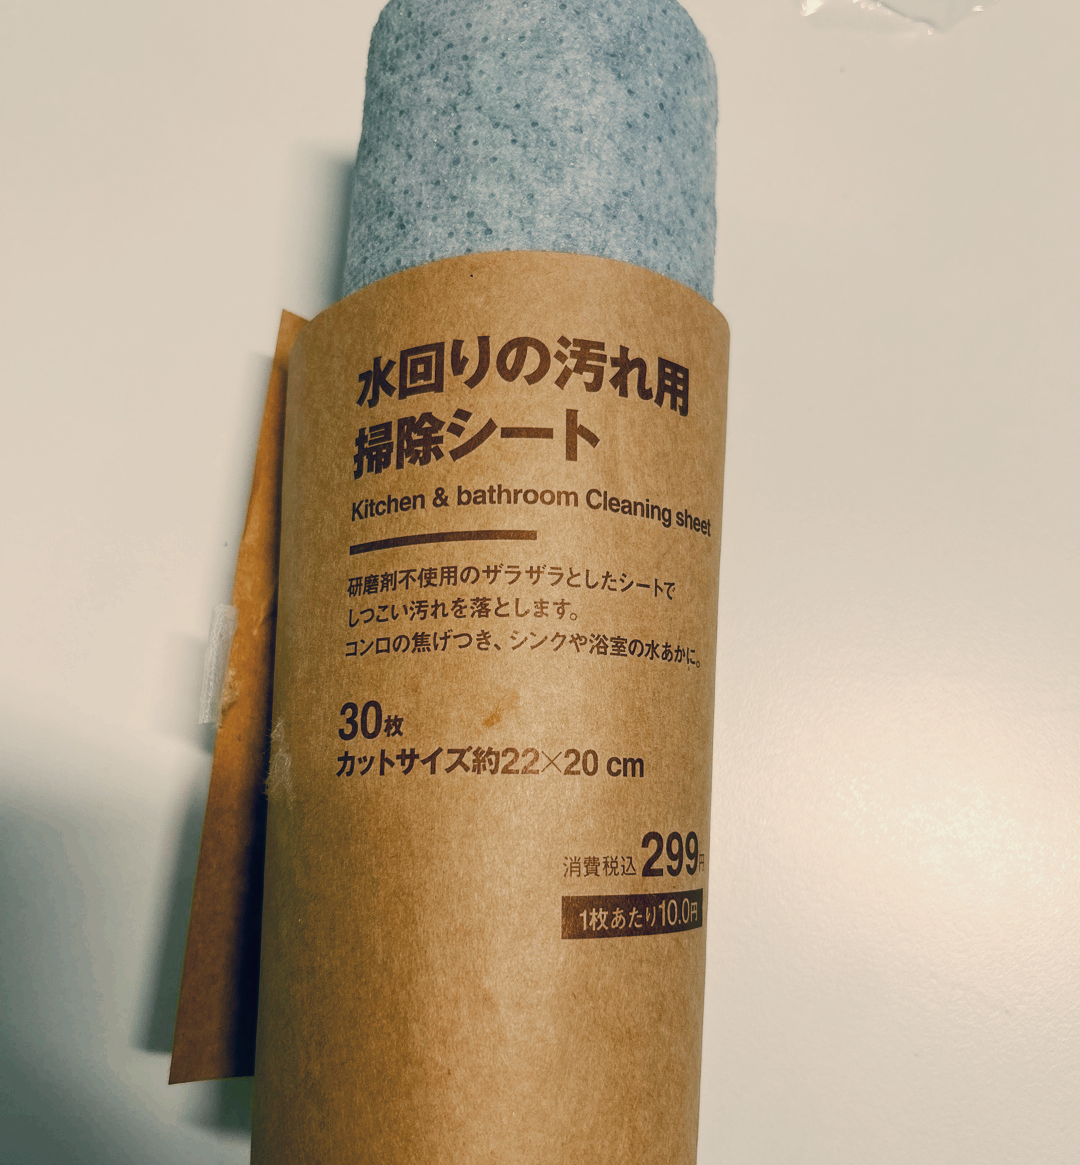 水回りの汚れ用
掃除シート
Kitchen & bathroom Cleaning sheet
研磨剤不使用のザラザラとしたシートで
しつこい汚れを落とします。
コンロの焦げつき、シンクや浴室の水あかに。
30枚
カットサイズ約22×20 cm
消費税込299円
1枚あたり10.0円